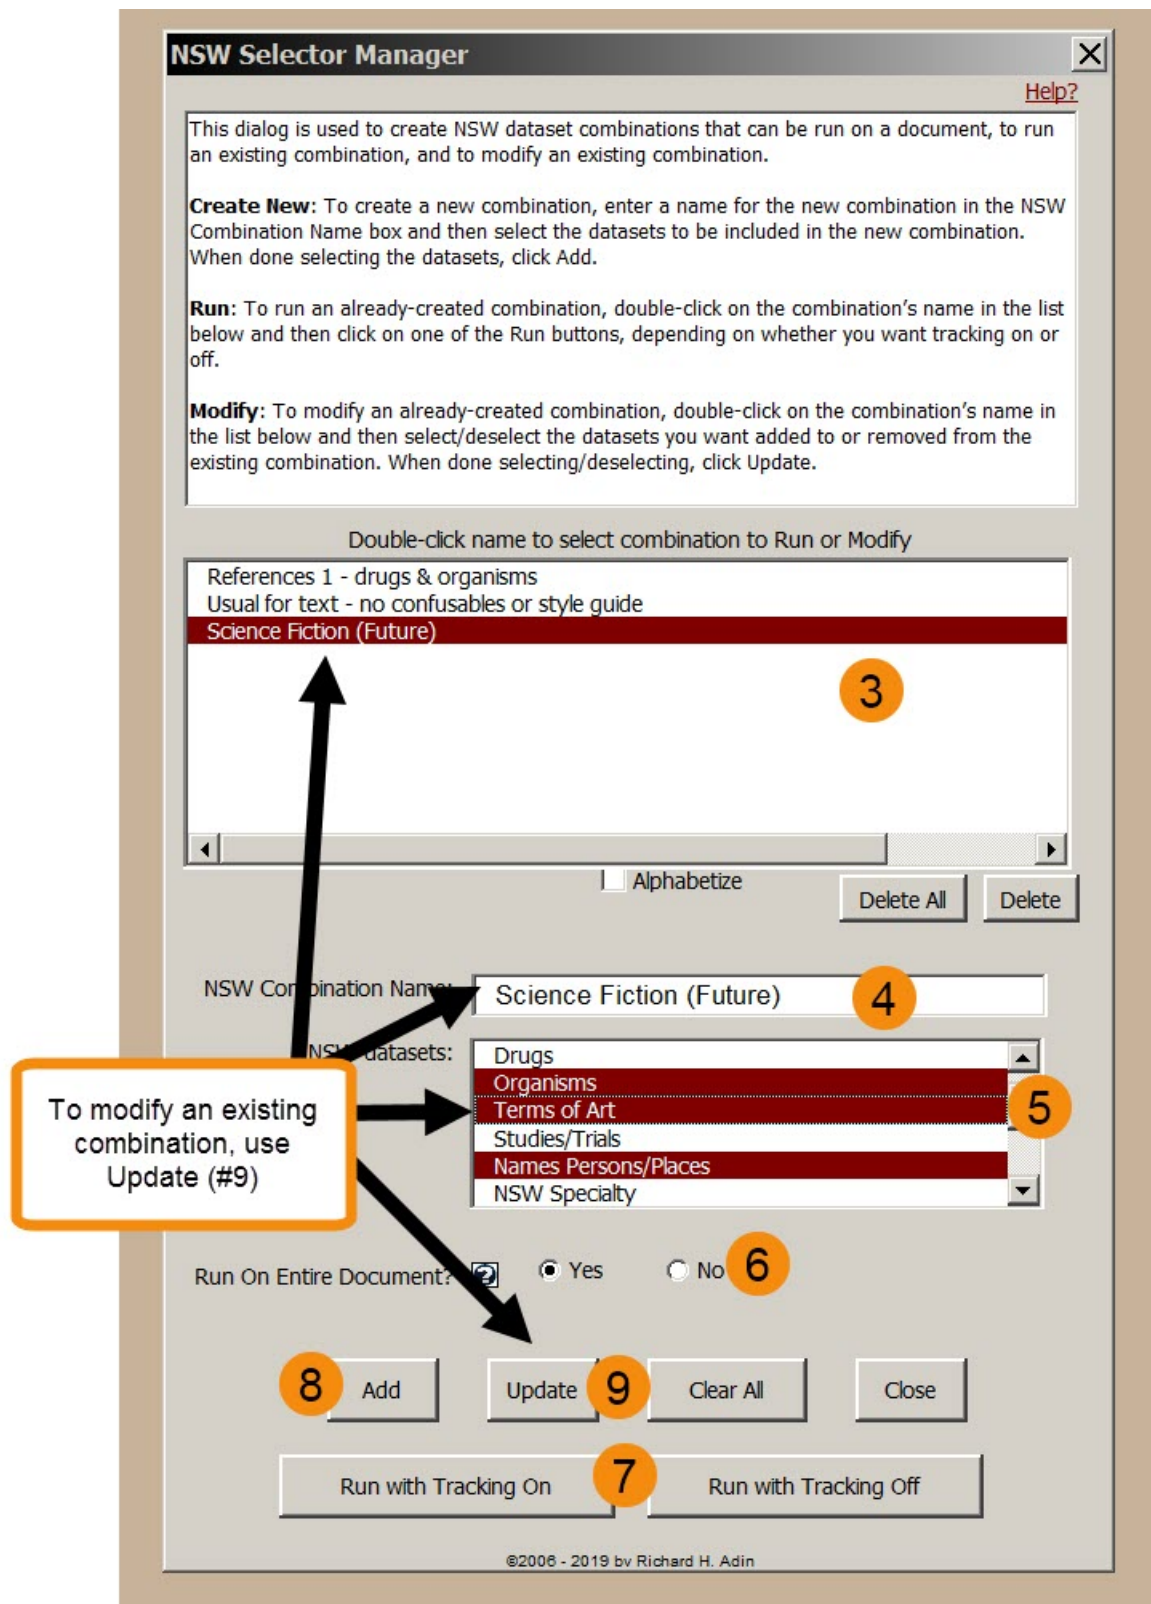 NSW Selector Manager
Help?
This dialog is used to create NSW dataset combinations that can be run on a document, to run
an existing combination, and to modify an existing combination.
Create New: To create a new combination, enter a name for the new combination in the NSW
Combination Name box and then select the datasets to be included in the new combination.
When done selecting the datasets, click Add.
Run: To run an already-created combination, double-click on the combination's name in the list
below and then click on one of the Run buttons, depending on whether you want tracking on or
off.
Modify: To modify an already-created combination, double-click on the combination's name in
the list below and then select/deselect the datasets you want added to or removed from the
existing combination. When done selecting/deselecting, click Update.
Double-click name to select combination to Run or Modify
References 1 - drugs & organisms
Usual for text - no confusables or style guide
Science Fiction (Future)
3
Alphabetize
Delete All
Delete
NSW Combination Name:
Science Fiction (Future)
4
NSW datasets:
Drugs
Organisms
Terms of Art
Studies/Trials
Names Persons/Places
NSW Specialty
5
To modify an existing
combination, use
Update (#9)
Run On Entire Document?
Yes
No
6
8
Add
Update
9
Clear All
Close
Run with Tracking On
7
Run with Tracking Off
©2006 - 2019 by Richard H. Adin